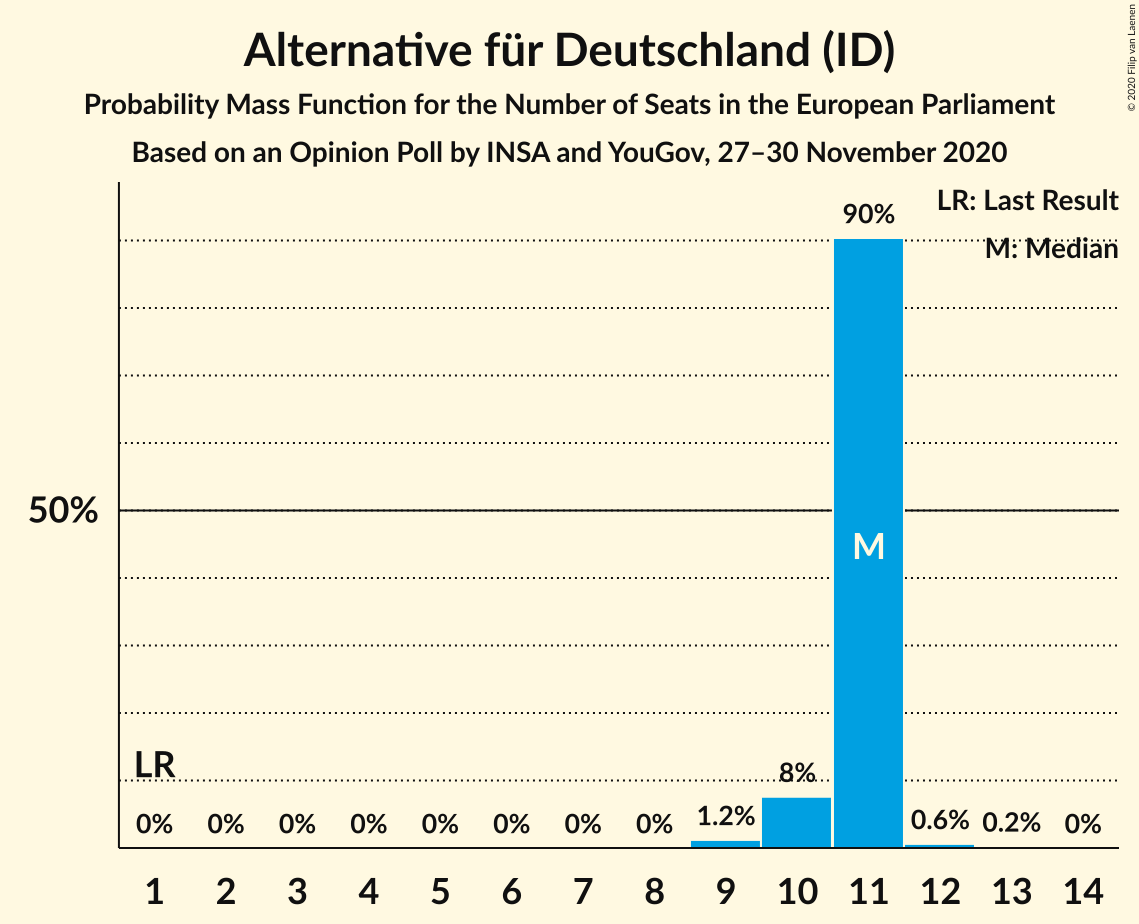 Alternative für Deutschland (ID)
Probability Mass Function for the Number of Seats in the European Parliament
Based on an Opinion Poll by INSA and YouGov, 27–30 November 2020
© 2020 Filip van Laenen
LR: Last Result
M: Median
90%
50%
M
LR
8%
0% 0% 0% 0% 0% 0% 0% 0% 1.2% 0.6% 0.2% 0%
1 2 3 4 5 6 7 8 9 10 11 12 13 14